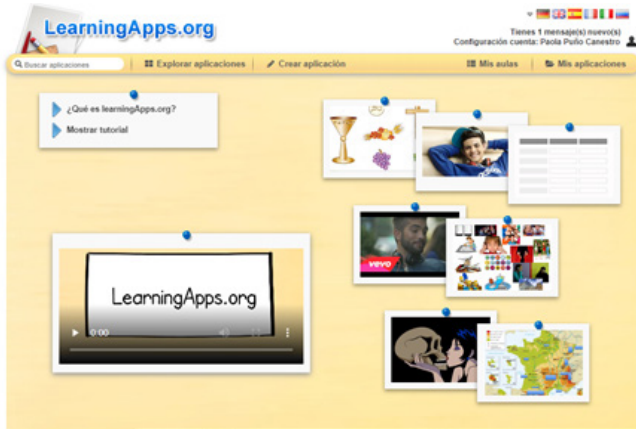 LearningApps.org
Tienes 1 mensaje(s) nuevo(s)
Configuración cuenta: Paola Puño Canestro
Buscar aplicaciones
Explorar aplicaciones
Crear aplicación
Mis aulas
Mis aplicaciones
¿Qué es learningApps.org?
Mostrar tutorial
vevo
LearningApps.org
0:00